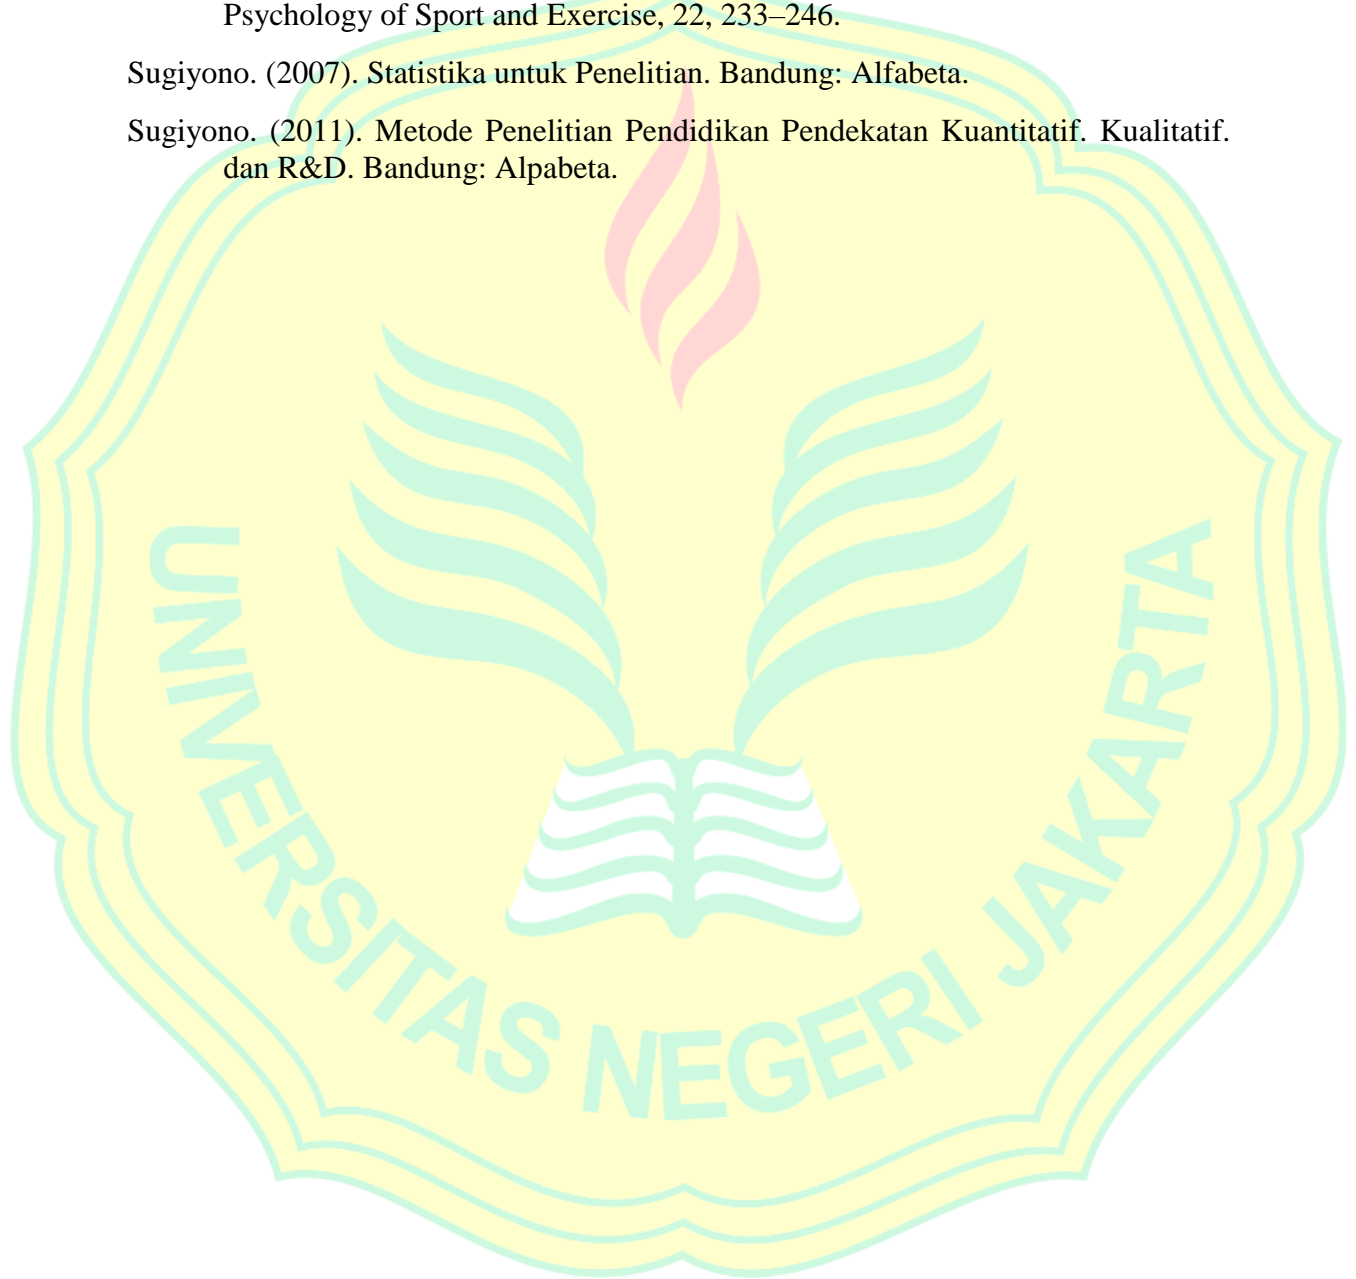 Psychology of Sport and Exercise, 22, 233–246.
Sugiyono. (2007). Statistika untuk Penelitian. Bandung: Alfabeta.
Sugiyono. (2011). Metode Penelitian Pendidikan Pendekatan Kuantitatif. Kualitatif.
dan R&D. Bandung: Alpabeta.
UNIVERSITAS NEGERI JAKARTA